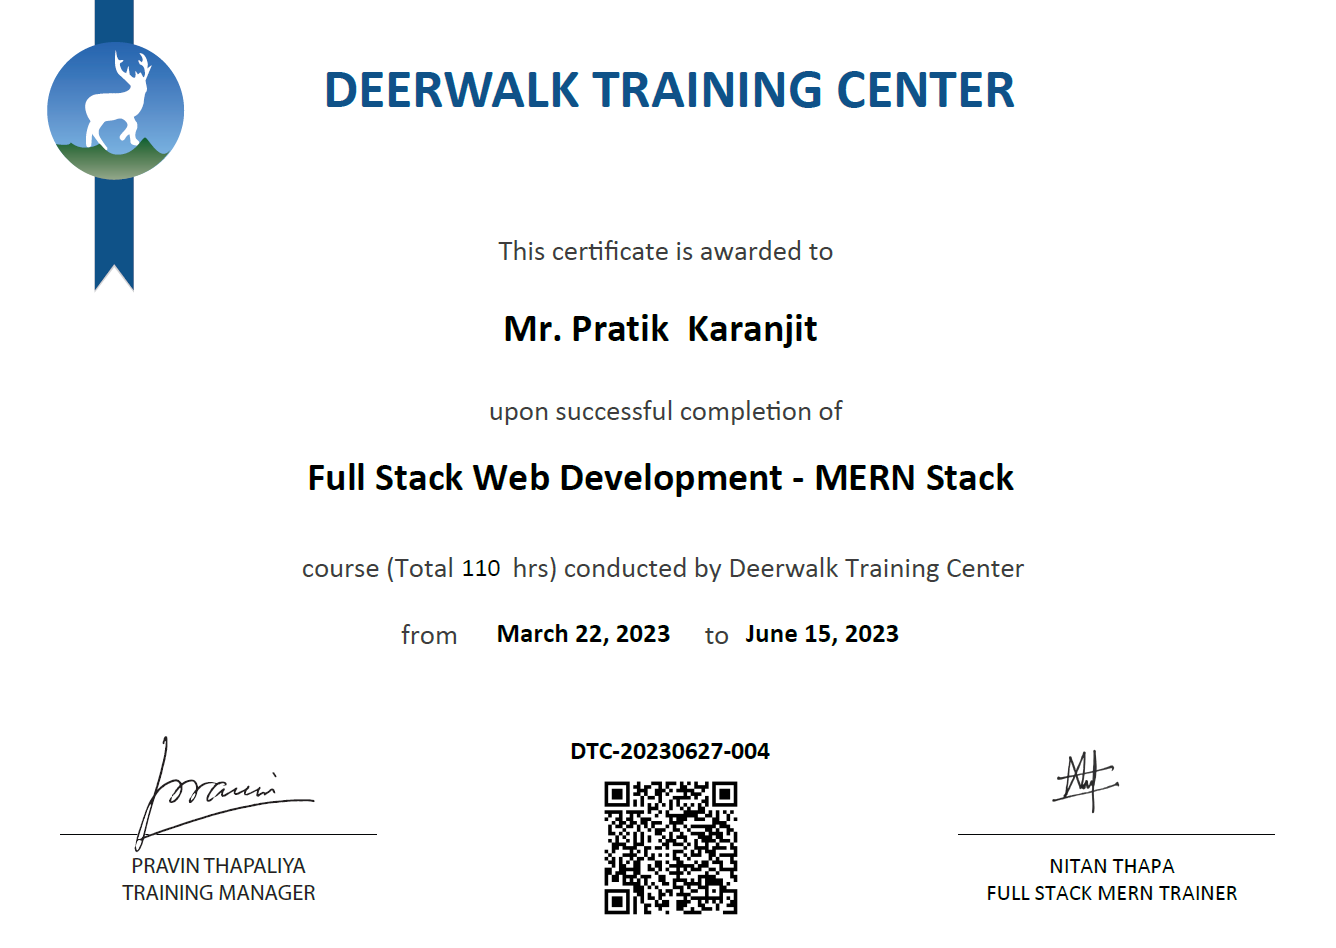 DEERWALK TRAINING CENTER
This certificate is awarded to
Mr. Pratik Karanjit
upon successful completion of
Full Stack Web Development - MERN Stack
course (Total 110 hrs) conducted by Deerwalk Training Center
from March 22, 2023 to June 15, 2023
DTC-20230627-004
Pravin
PRAVIN THAPALIYA
TRAINING MANAGER
NITAN THAPA
FULL STACK MERN TRAINER